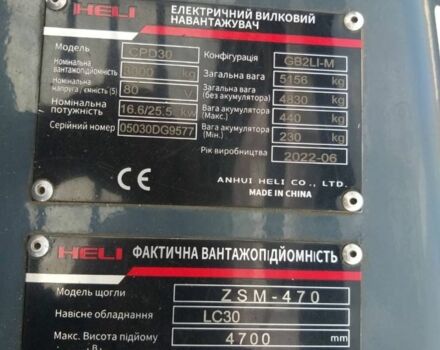 HELI ЕЛЕКТРИЧНИЙ ВИЛКОВИЙ
НАВАНТАЖУВАЧ
Модель CPD30 Конфігурація GB2LI-M
Номінальна
вантажопідйомність 3000 kg Загальна вага 5156 kg
Номінальна
напруга / ємність (5) 80 V Загальна вага
(без акумулятора) 4830 kg
Номінальна
потужність 16.6/25.5 kw Вага акумулятора
(Макс.) 440 kg
Серійний номер 05030DG9577 Вага акумулятора
(Мін.) 230 kg
Рік виробництва 2022-06
CE
ANHUI HELI CO., LTD.
MADE IN CHINA
HELI ФАКТИЧНА ВАНТАЖОПІДЙОМНІСТЬ
Модель щогли ZSM-470
Навісне обладнання LC30
Макс. Висота підйому 4700 mm